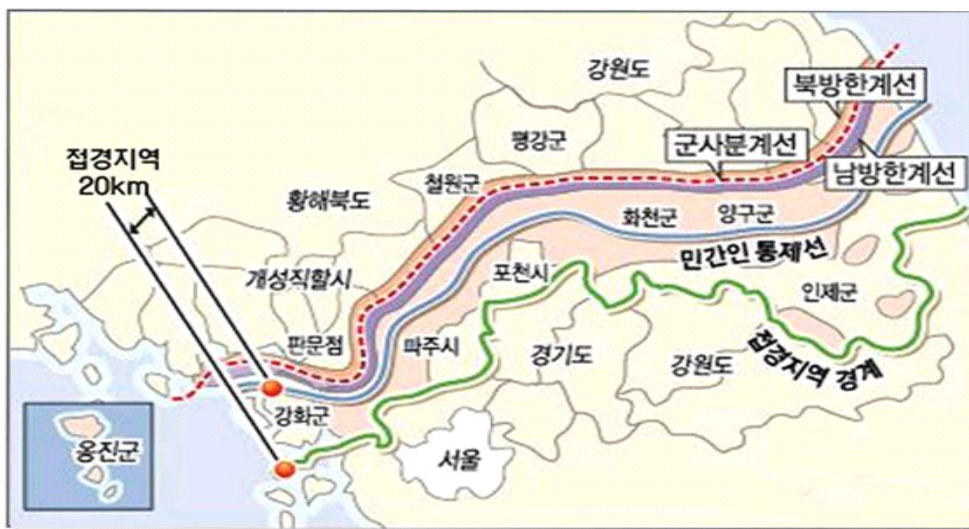 강원도
북방한계선
평강군
군사분계선
접경지역
20km
철원군
남방한계선
황해북도
화천군
양구군
민간인 통제선
개성직할시
포천시
인제군
판문점
파주시
경기도
강원도
접경지역 경계
강화군
옹진군
서울